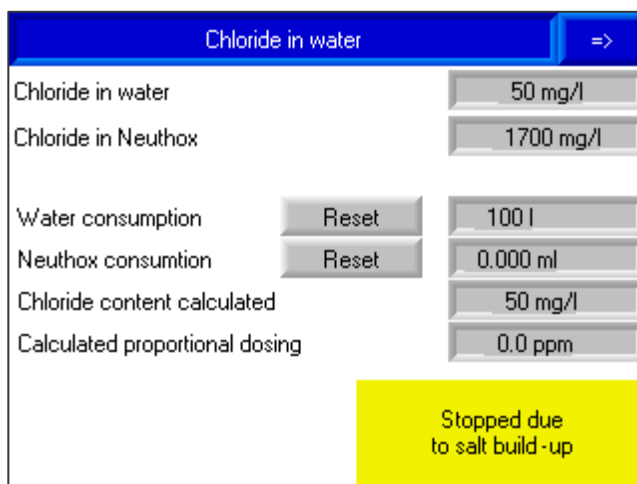 Chloride in water =>
Chloride in water 50 mg/l
Chloride in Neuthox 1700 mg/l
Water consumption Reset 100 l
Neuthox consumtion Reset 0.000 ml
Chloride content calculated 50 mg/l
Calculated proportional dosing 0.0 ppm
Stopped due
to salt build-up